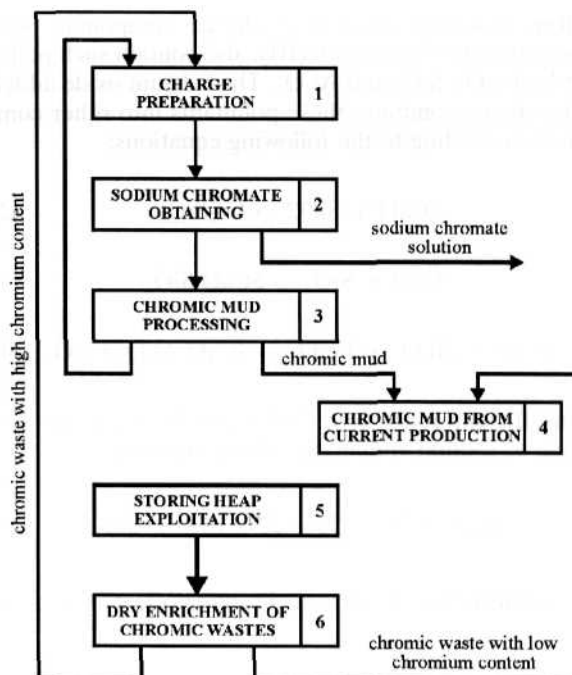 CHARGE
PREPARATION
1
SODIUM CHROMATE
OBTAINING
2
sodium chromate
solution
CHROMIC MUD
PROCESSING
3
chromic mud
CHROMIC MUD FROM
CURRENT PRODUCTION
4
STORING HEAP
EXPLOITATION
5
DRY ENRICHMENT OF
CHROMIC WASTES
6
chromic waste with low
chromium content
chromic waste with high chromium content